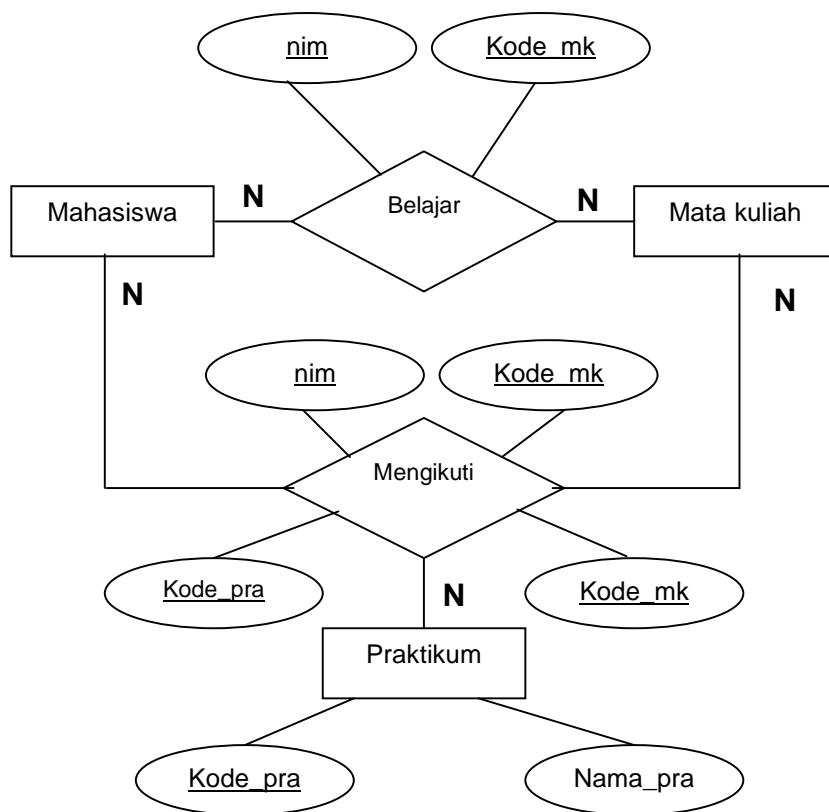 nim
Kode_mk
Mahasiswa
N
Belajar
N
Mata kuliah
N
N
nim
Kode_mk
Mengikuti
Kode_pra
Kode_mk
N
Praktikum
Kode_pra
Nama_pra